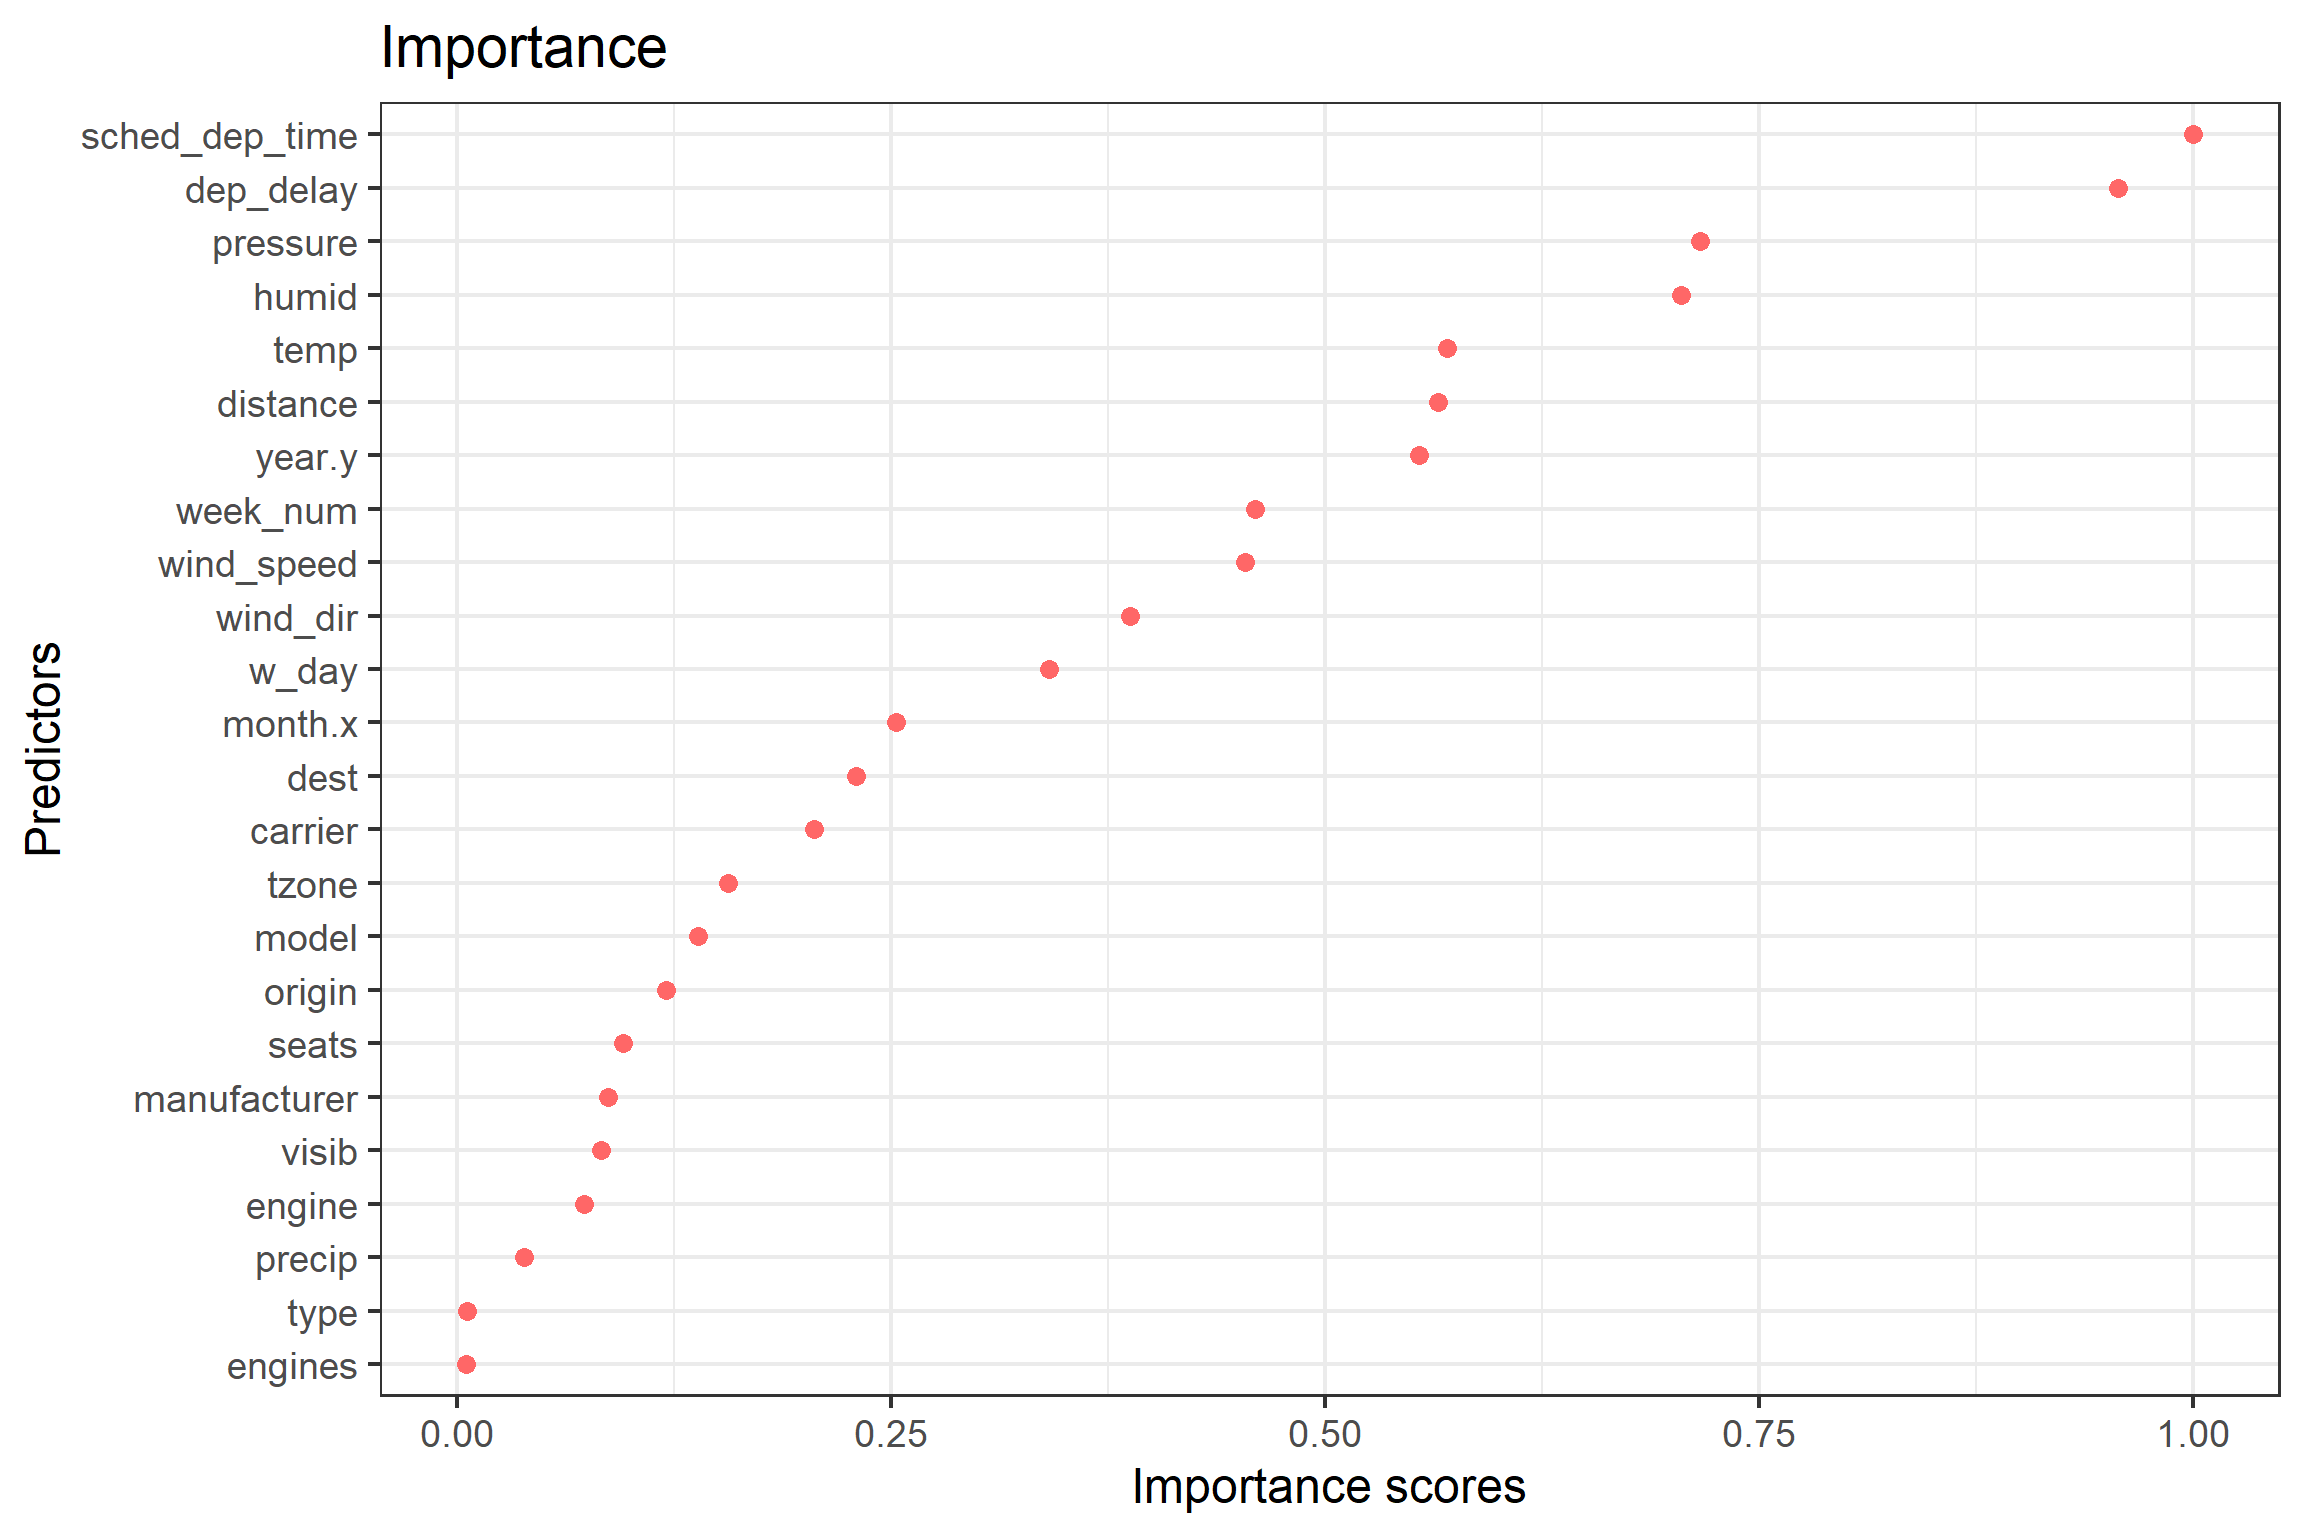 Importance
sched_dep_time
dep_delay
pressure
humid
temp
distance
year.y
week_num
wind_speed
wind_dir
w_day
month.x
dest
carrier
tzone
model
origin
seats
manufacturer
visib
engine
precip
type
engines
Predictors
0.00 0.25 0.50 0.75 1.00
Importance scores